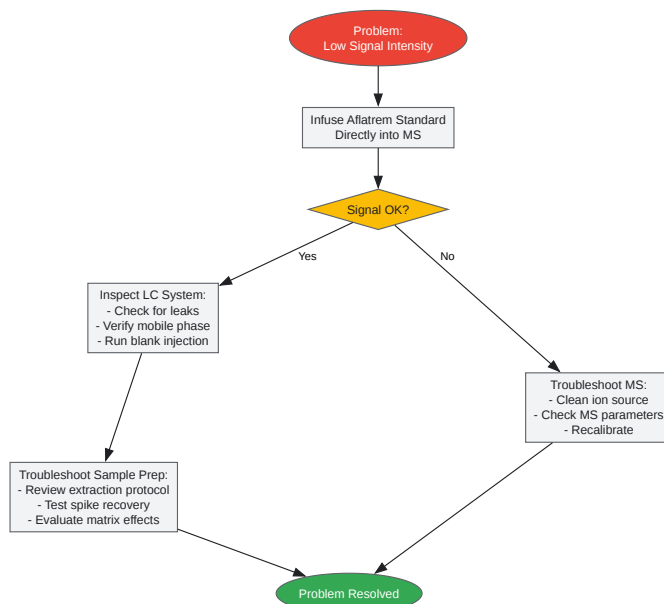 Problem:
Low Signal Intensity
Infuse Aflatrem Standard
Directly into MS
Signal OK?
Yes
No
Inspect LC System:
- Check for leaks
- Verify mobile phase
- Run blank injection
Troubleshoot MS:
- Clean ion source
- Check MS parameters
- Recalibrate
Troubleshoot Sample Prep:
- Review extraction protocol
- Test spike recovery
- Evaluate matrix effects
Problem Resolved